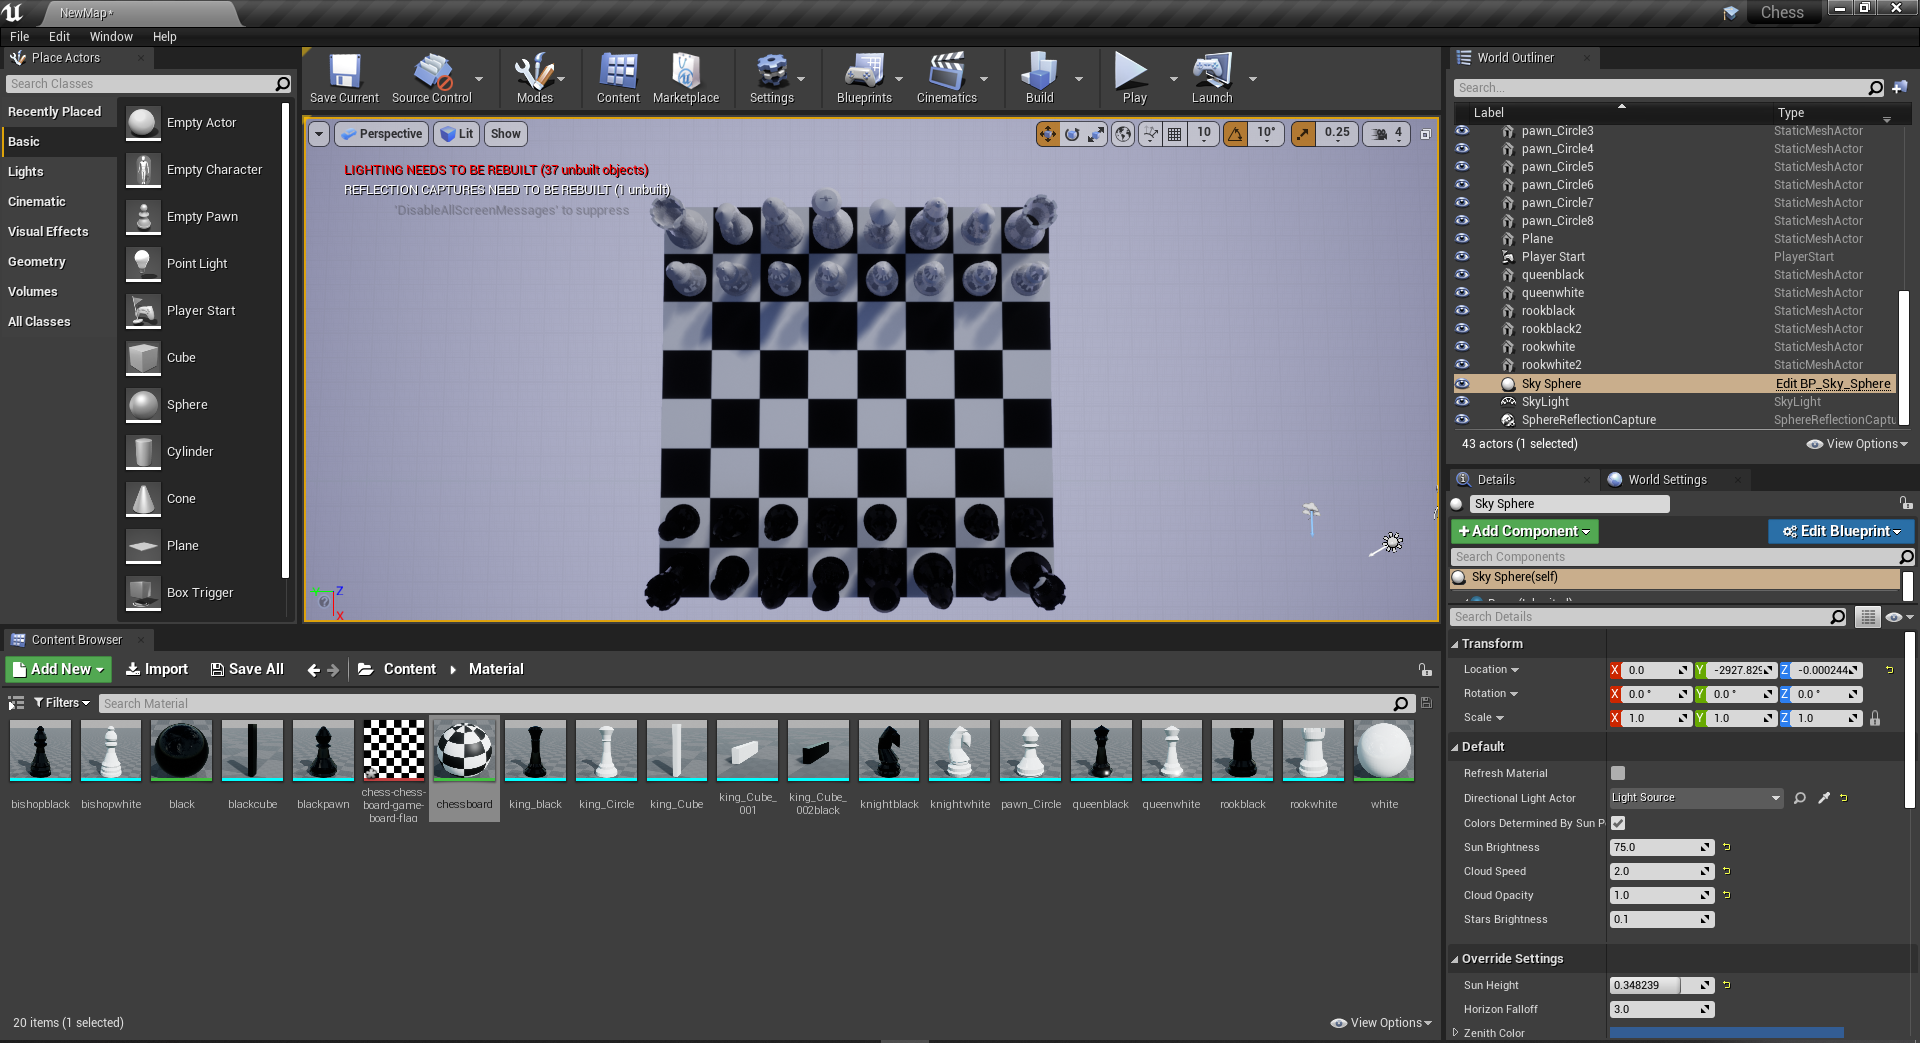 NewMap*
Chess
File Edit Window Help
Place Actors
Search Classes
Recently Placed
Basic
Lights
Cinematic
Visual Effects
Geometry
Volumes
All Classes
Empty Actor
Empty Character
Empty Pawn
Point Light
Player Start
Cube
Sphere
Cylinder
Cone
Plane
Box Trigger
Save Current
Source Control
Modes
Content
Marketplace
Settings
Blueprints
Cinematics
Build
Play
Launch
Perspective
Lit
Show
10
10°
0.25
4
LIGHTING NEEDS TO BE REBUILT (37 unbuilt objects)
REFLECTION CAPTURES NEED TO BE REBUILT (1 unbuilt)
'DisableAllScreenMessages' to suppress
Y Z
X
World Outliner
Search...
Label Type
pawn_Circle3 StaticMeshActor
pawn_Circle4 StaticMeshActor
pawn_Circle5 StaticMeshActor
pawn_Circle6 StaticMeshActor
pawn_Circle7 StaticMeshActor
pawn_Circle8 StaticMeshActor
Plane StaticMeshActor
Player Start PlayerStart
queenblack StaticMeshActor
queenwhite StaticMeshActor
rookblack StaticMeshActor
rookblack2 StaticMeshActor
rookwhite StaticMeshActor
rookwhite2 StaticMeshActor
Sky Sphere Edit BP_Sky_Sphere
SkyLight SkyLight
SphereReflectionCapture SphereReflectionCaptu
43 actors (1 selected)
View Options
Details
World Settings
Sky Sphere
+Add Component
Edit Blueprint
Search Components
Sky Sphere(self)
Search Details
Transform
Location X 0.0 Y -2927.829 Z -0.000244
Rotation X 0.0 ° Y 0.0 ° Z 0.0 °
Scale X 1.0 Y 1.0 Z 1.0
Default
Refresh Material
Directional Light Actor Light Source
Colors Determined By Sun P
Sun Brightness 75.0
Cloud Speed 2.0
Cloud Opacity 1.0
Stars Brightness 0.1
Override Settings
Sun Height 0.348239
Horizon Falloff 3.0
Zenith Color
Content Browser
Add New
Import
Save All
Content
Material
Filters
Search Material
bishopblack
bishopwhite
black
blackcube
blackpawn
chess-chess-
board-game-
board-flag
chessboard
king_black
king_Circle
king_Cube
king_Cube_
001
king_Cube_
002black
knightblack
knightwhite
pawn_Circle
queenblack
queenwhite
rookblack
rookwhite
white
20 items (1 selected)
View Options